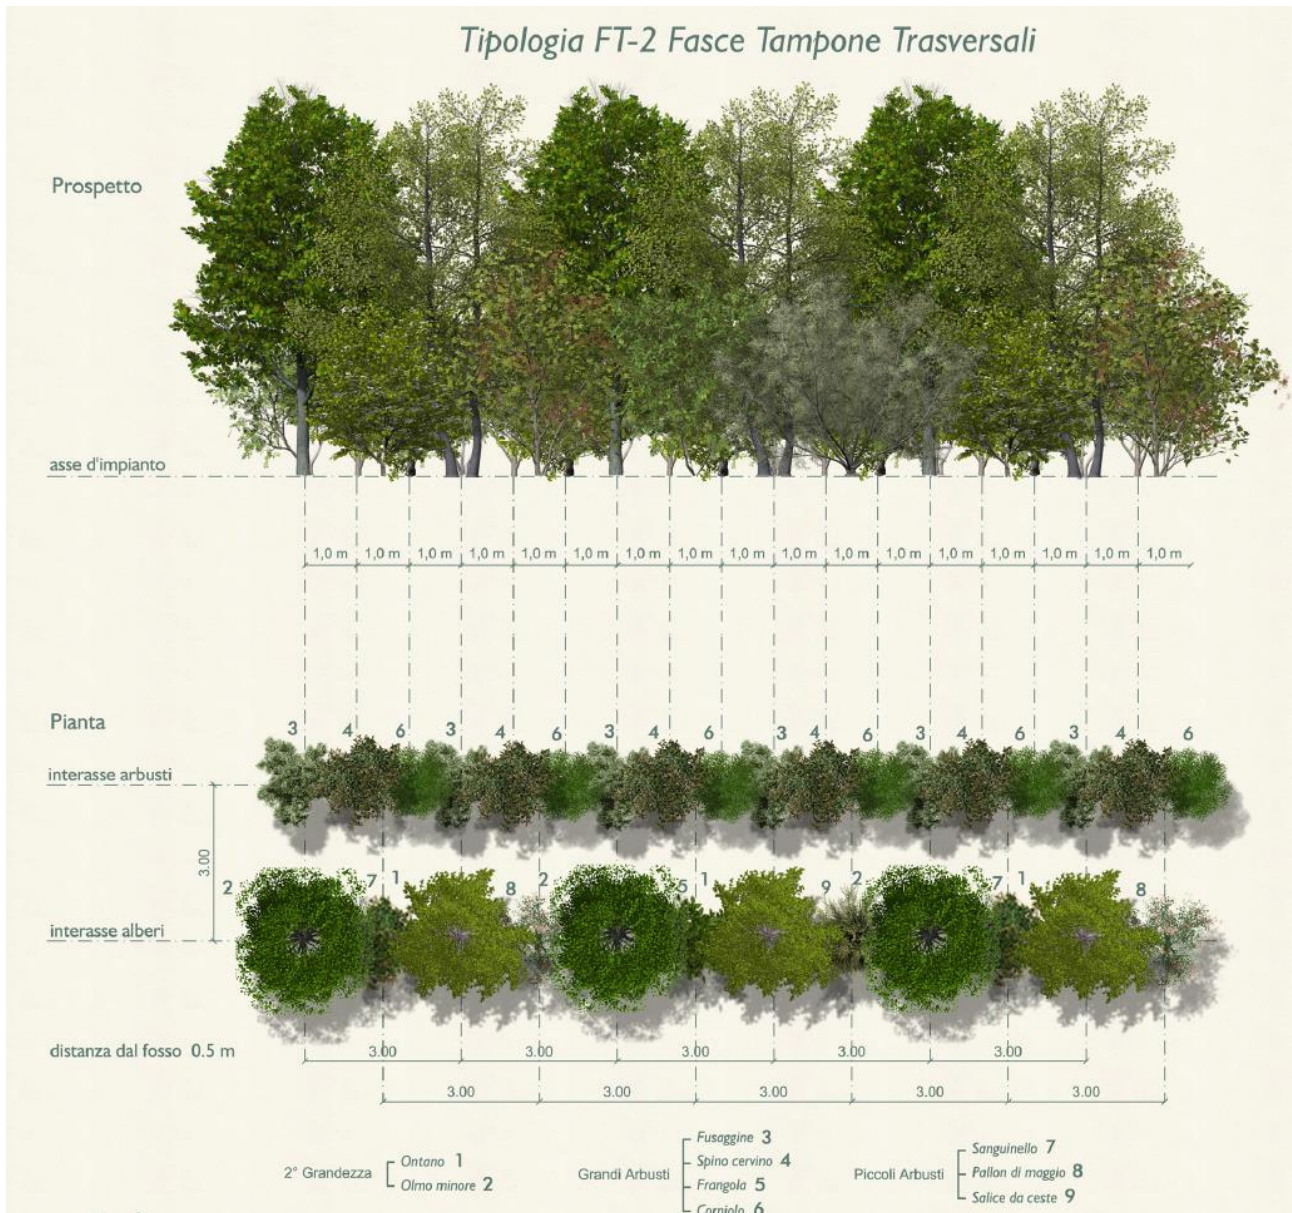 Tipologia FT-2 Fasce Tampone Trasversali
Prospetto
asse d'impianto
1,0 m 1,0 m 1,0 m 1,0 m 1,0 m 1,0 m 1,0 m 1,0 m 1,0 m 1,0 m 1,0 m 1,0 m 1,0 m 1,0 m 1,0 m 1,0 m 1,0 m
Pianta
3 4 6 3 4 6 3 4 6 3 4 6 3 4 6 3 4 6
interasse arbusti
3.00
2 7 1 8 2 5 1 9 2 7 1 8
interasse alberi
distanza dal fosso 0.5 m
3.00 3.00 3.00 3.00 3.00
3.00 3.00 3.00 3.00 3.00
2° Grandezza
Ontano 1
Olmo minore 2
Grandi Arbusti
Fusaggine 3
Spino cervino 4
Frangola 5
Corniolo 6
Piccoli Arbusti
Sanguinello 7
Pallon di maggio 8
Salice da ceste 9